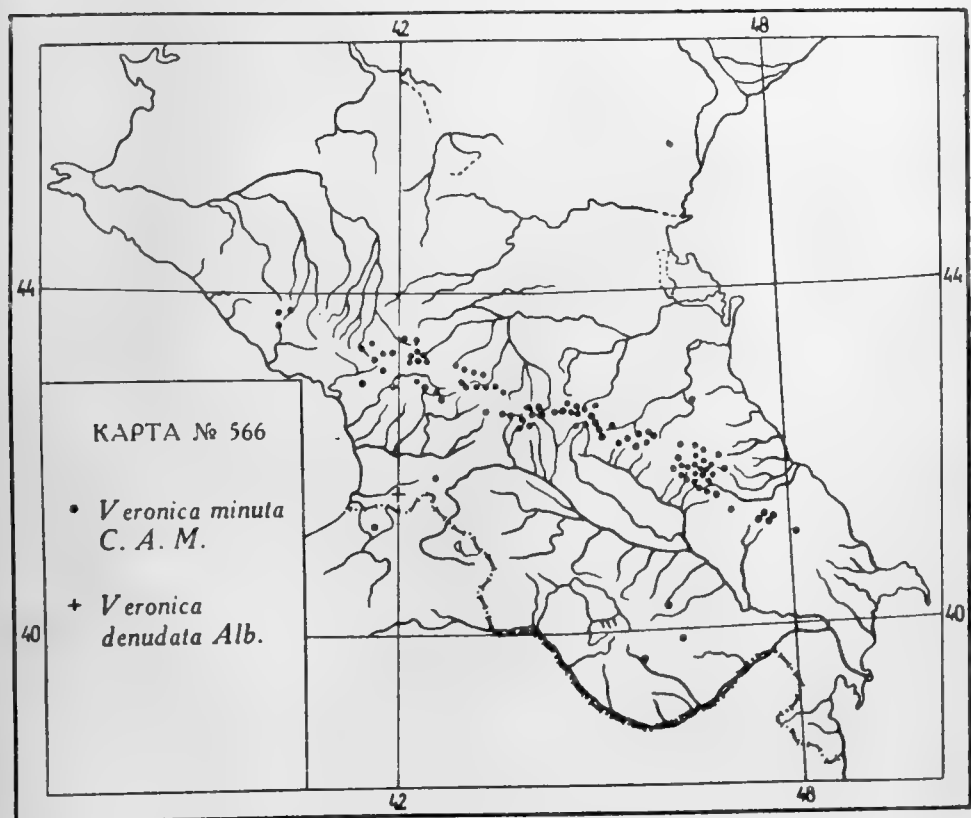 42 48
44 44
КАРТА № 566
• Veronica minuta
C. A. M.
+ Veronica
denudata Alb.
40 40
42 48